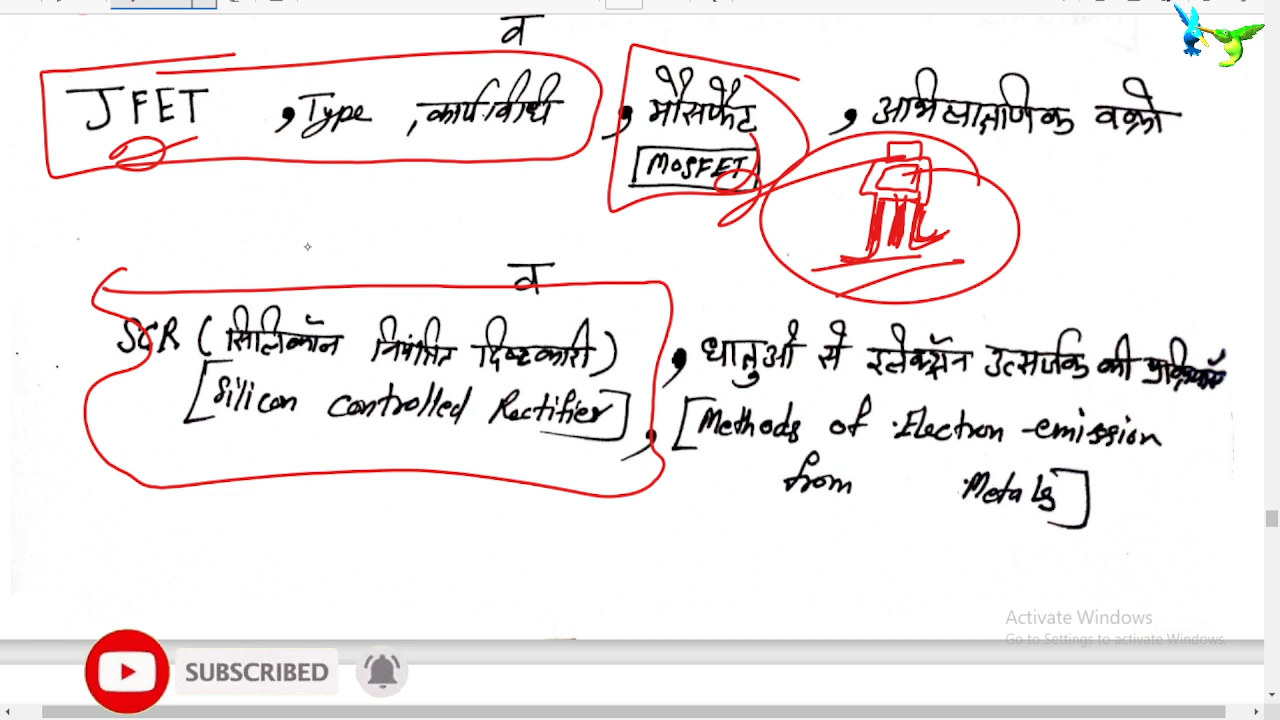 व
JFET , Type , कार्यविधि , मौसफैट , अभिलाक्षणिक वक्रो
[MOSFET]
व
SCR ( सिलिकॉन नियंत्रित दिष्टकारी ) , धातुओ से इलेक्ट्रॉन उत्सर्जक की
[Silicon controlled Rectifier] , [Methods of Electron emission
from Metals]
Activate Windows
Go to Settings to activate Windows.
SUBSCRIBED